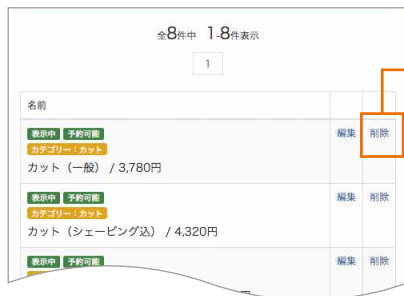 全8件中 1-8件表示
1
名前
表示中 予約可能
カテゴリー：カット
カット（一般） / 3,780円
編集 削除
表示中 予約可能
カテゴリー：カット
カット（シェービング込） / 4,320円
編集 削除
表示中 予約可能
編集 削除